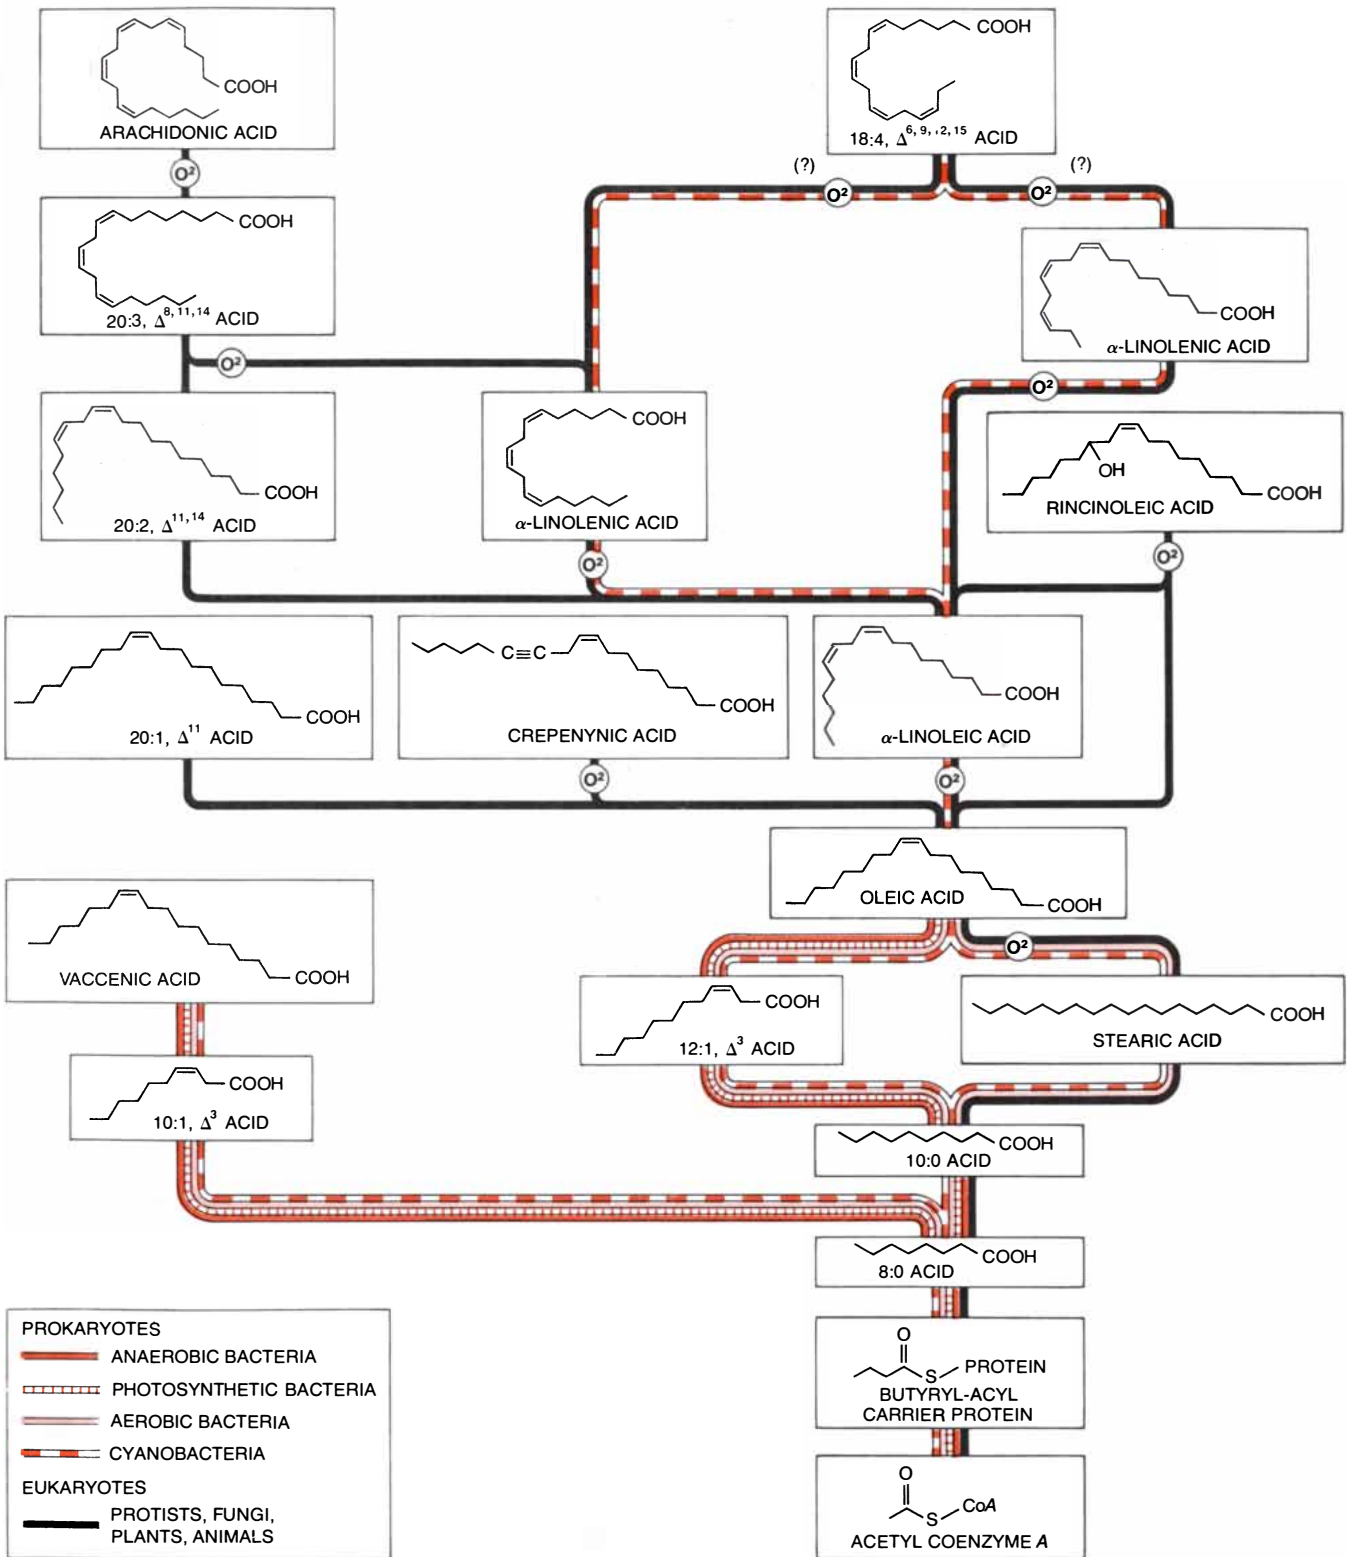 COOH
ARACHIDONIC ACID
COOH
18:4, Δ6, 9, 12, 15 ACID
O²
(?)
O²
(?)
O²
COOH
20:3, Δ8, 11, 14 ACID
COOH
α-LINOLENIC ACID
O²
O²
COOH
20:2, Δ11, 14 ACID
COOH
α-LINOLENIC ACID
OH
COOH
RINCINOLEIC ACID
O²
O²
COOH
20:1, Δ11 ACID
C≡C
COOH
CREPENYNIC ACID
COOH
α-LINOLEIC ACID
O²
O²
COOH
OLEIC ACID
COOH
VACCENIC ACID
O²
COOH
12:1, Δ3 ACID
COOH
STEARIC ACID
COOH
10:1, Δ3 ACID
COOH
10:0 ACID
COOH
8:0 ACID
O
S
PROTEIN
BUTYRYL-ACYL
CARRIER PROTEIN
O
S
CoA
ACETYL COENZYME A
PROKARYOTES
ANAEROBIC BACTERIA
PHOTOSYNTHETIC BACTERIA
AEROBIC BACTERIA
CYANOBACTERIA
EUKARYOTES
PROTISTS, FUNGI,
PLANTS, ANIMALS